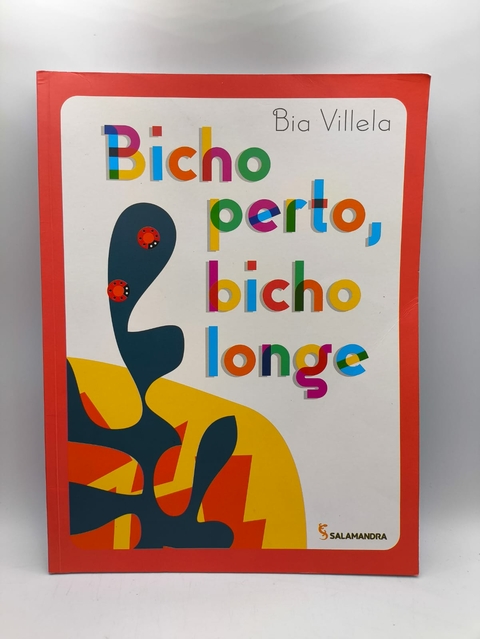 Bia Villela
Bicho
perto,
bicho
longe
SALAMANDRA